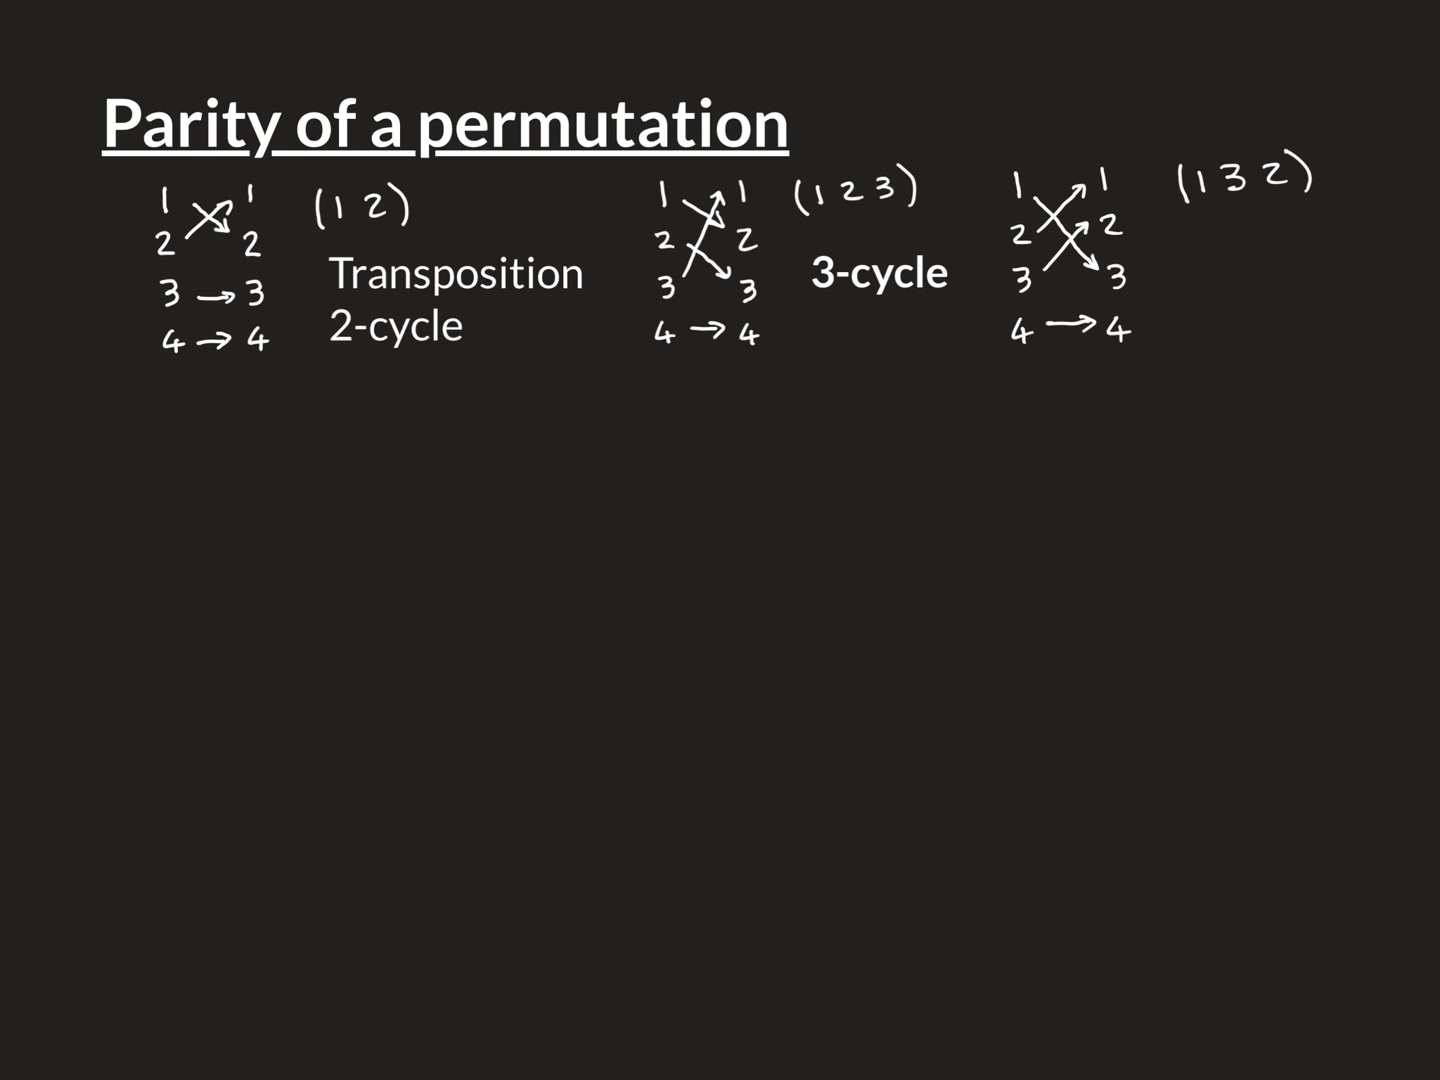 Parity of a permutation
1 1 (1 2)
2 2
3 → 3
4 → 4
Transposition
2-cycle
1 1 (1 2 3)
2 2
3 3
4 → 4
3-cycle
1 1 (1 3 2)
2 2
3 3
4 → 4